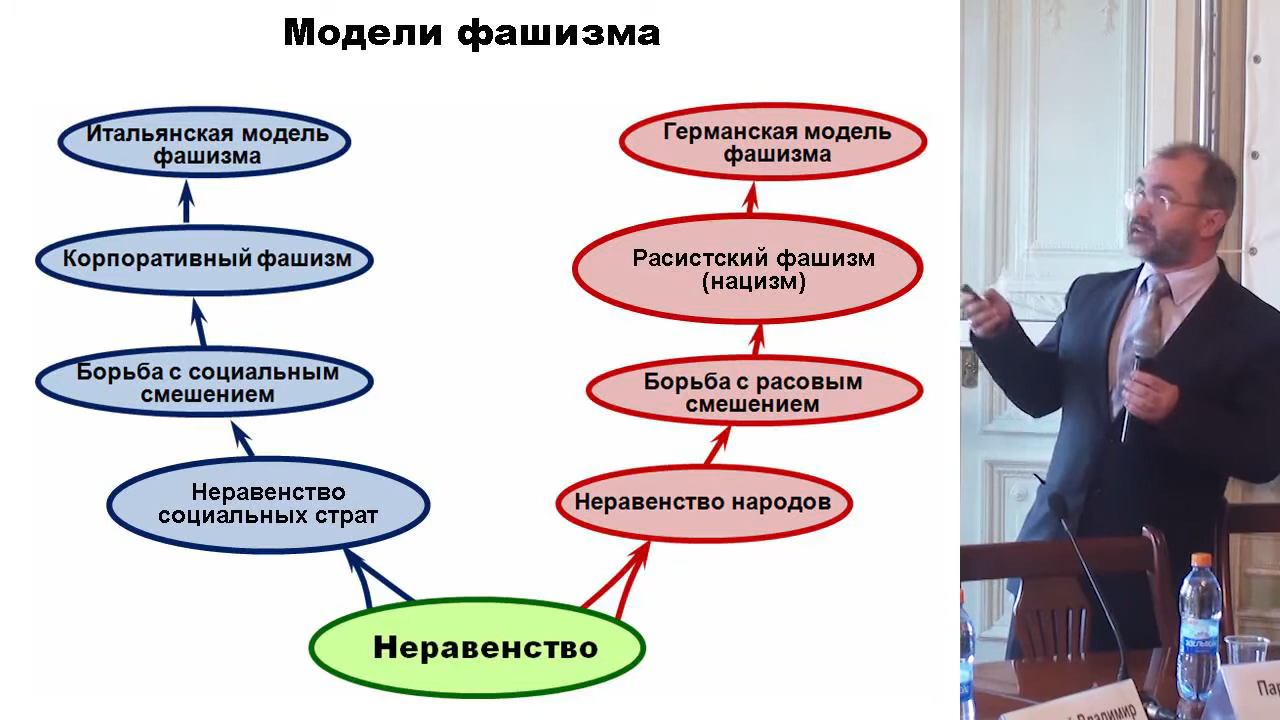 Модели фашизма
Итальянская модель
фашизма
Германская модель
фашизма
Корпоративный фашизм
Расистский фашизм
(нацизм)
Борьба с социальным
смешением
Борьба с расовым
смешением
Неравенство
социальных страт
Неравенство народов
Неравенство
Владимир